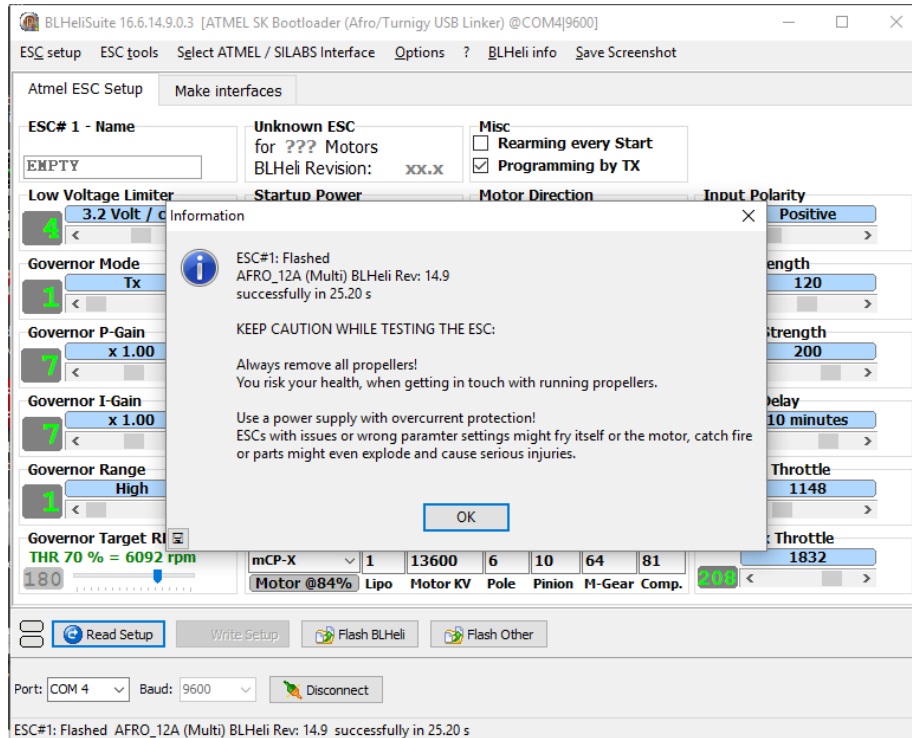 BLHeliSuite 16.6.14.9.0.3 [ATMEL SK Bootloader (Afro/Turnigy USB Linker) @COM4|9600]
ESC setup ESC tools Select ATMEL / SILABS Interface Options ? BLHeli info Save Screenshot
Atmel ESC Setup Make interfaces
ESC# 1 - Name
EMPTY
Unknown ESC
for ??? Motors
BLHeli Revision: xx.x
Misc
Rearming every Start
Programming by TX
Low Voltage Limiter
3.2 Volt / c
4
Startup Power
Motor Direction
Input Polarity
Positive
Governor Mode
Tx
1
ength
120
Governor P-Gain
x 1.00
7
Strength
200
Governor I-Gain
x 1.00
7
Delay
10 minutes
Governor Range
High
1
Throttle
1148
Information
ESC#1: Flashed
AFRO_12A (Multi) BLHeli Rev: 14.9
successfully in 25.20 s
KEEP CAUTION WHILE TESTING THE ESC:
Always remove all propellers!
You risk your health, when getting in touch with running propellers.
Use a power supply with overcurrent protection!
ESCs with issues or wrong paramter settings might fry itself or the motor, catch fire
or parts might even explode and cause serious injuries.
OK
Governor Target R
THR 70 % = 6092 rpm
180
mCP-X 1 13600 6 10 64 81
Motor @84% Lipo Motor KV Pole Pinion M-Gear Comp.
Throttle
1832
208
Read Setup Write Setup Flash BLHeli Flash Other
Port: COM 4 Baud: 9600 Disconnect
ESC#1: Flashed AFRO_12A (Multi) BLHeli Rev: 14.9 successfully in 25.20 s